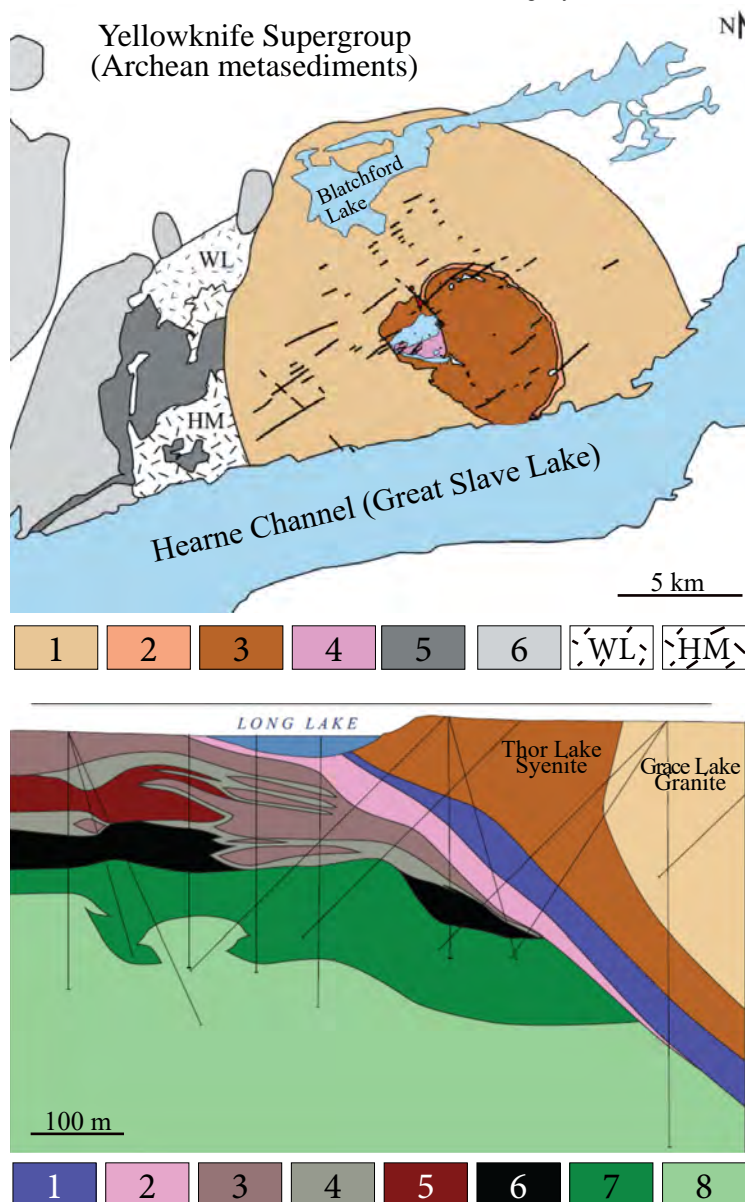 Yellowknife Supergroup
(Archean metasediments)
N
Blatchford
Lake
WL
HM
Hearne Channel (Great Slave Lake)
5 km
1 2 3 4 5 6 WL HM
LONG LAKE
Thor Lake
Syenite
Grace Lake
Granite
100 m
1 2 3 4 5 6 7 8